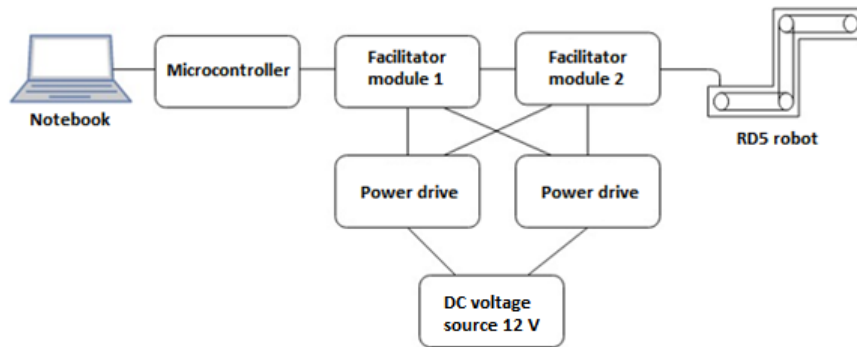 Notebook
Microcontroller
Facilitator
module 1
Facilitator
module 2
RD5 robot
Power drive
Power drive
DC voltage
source 12 V